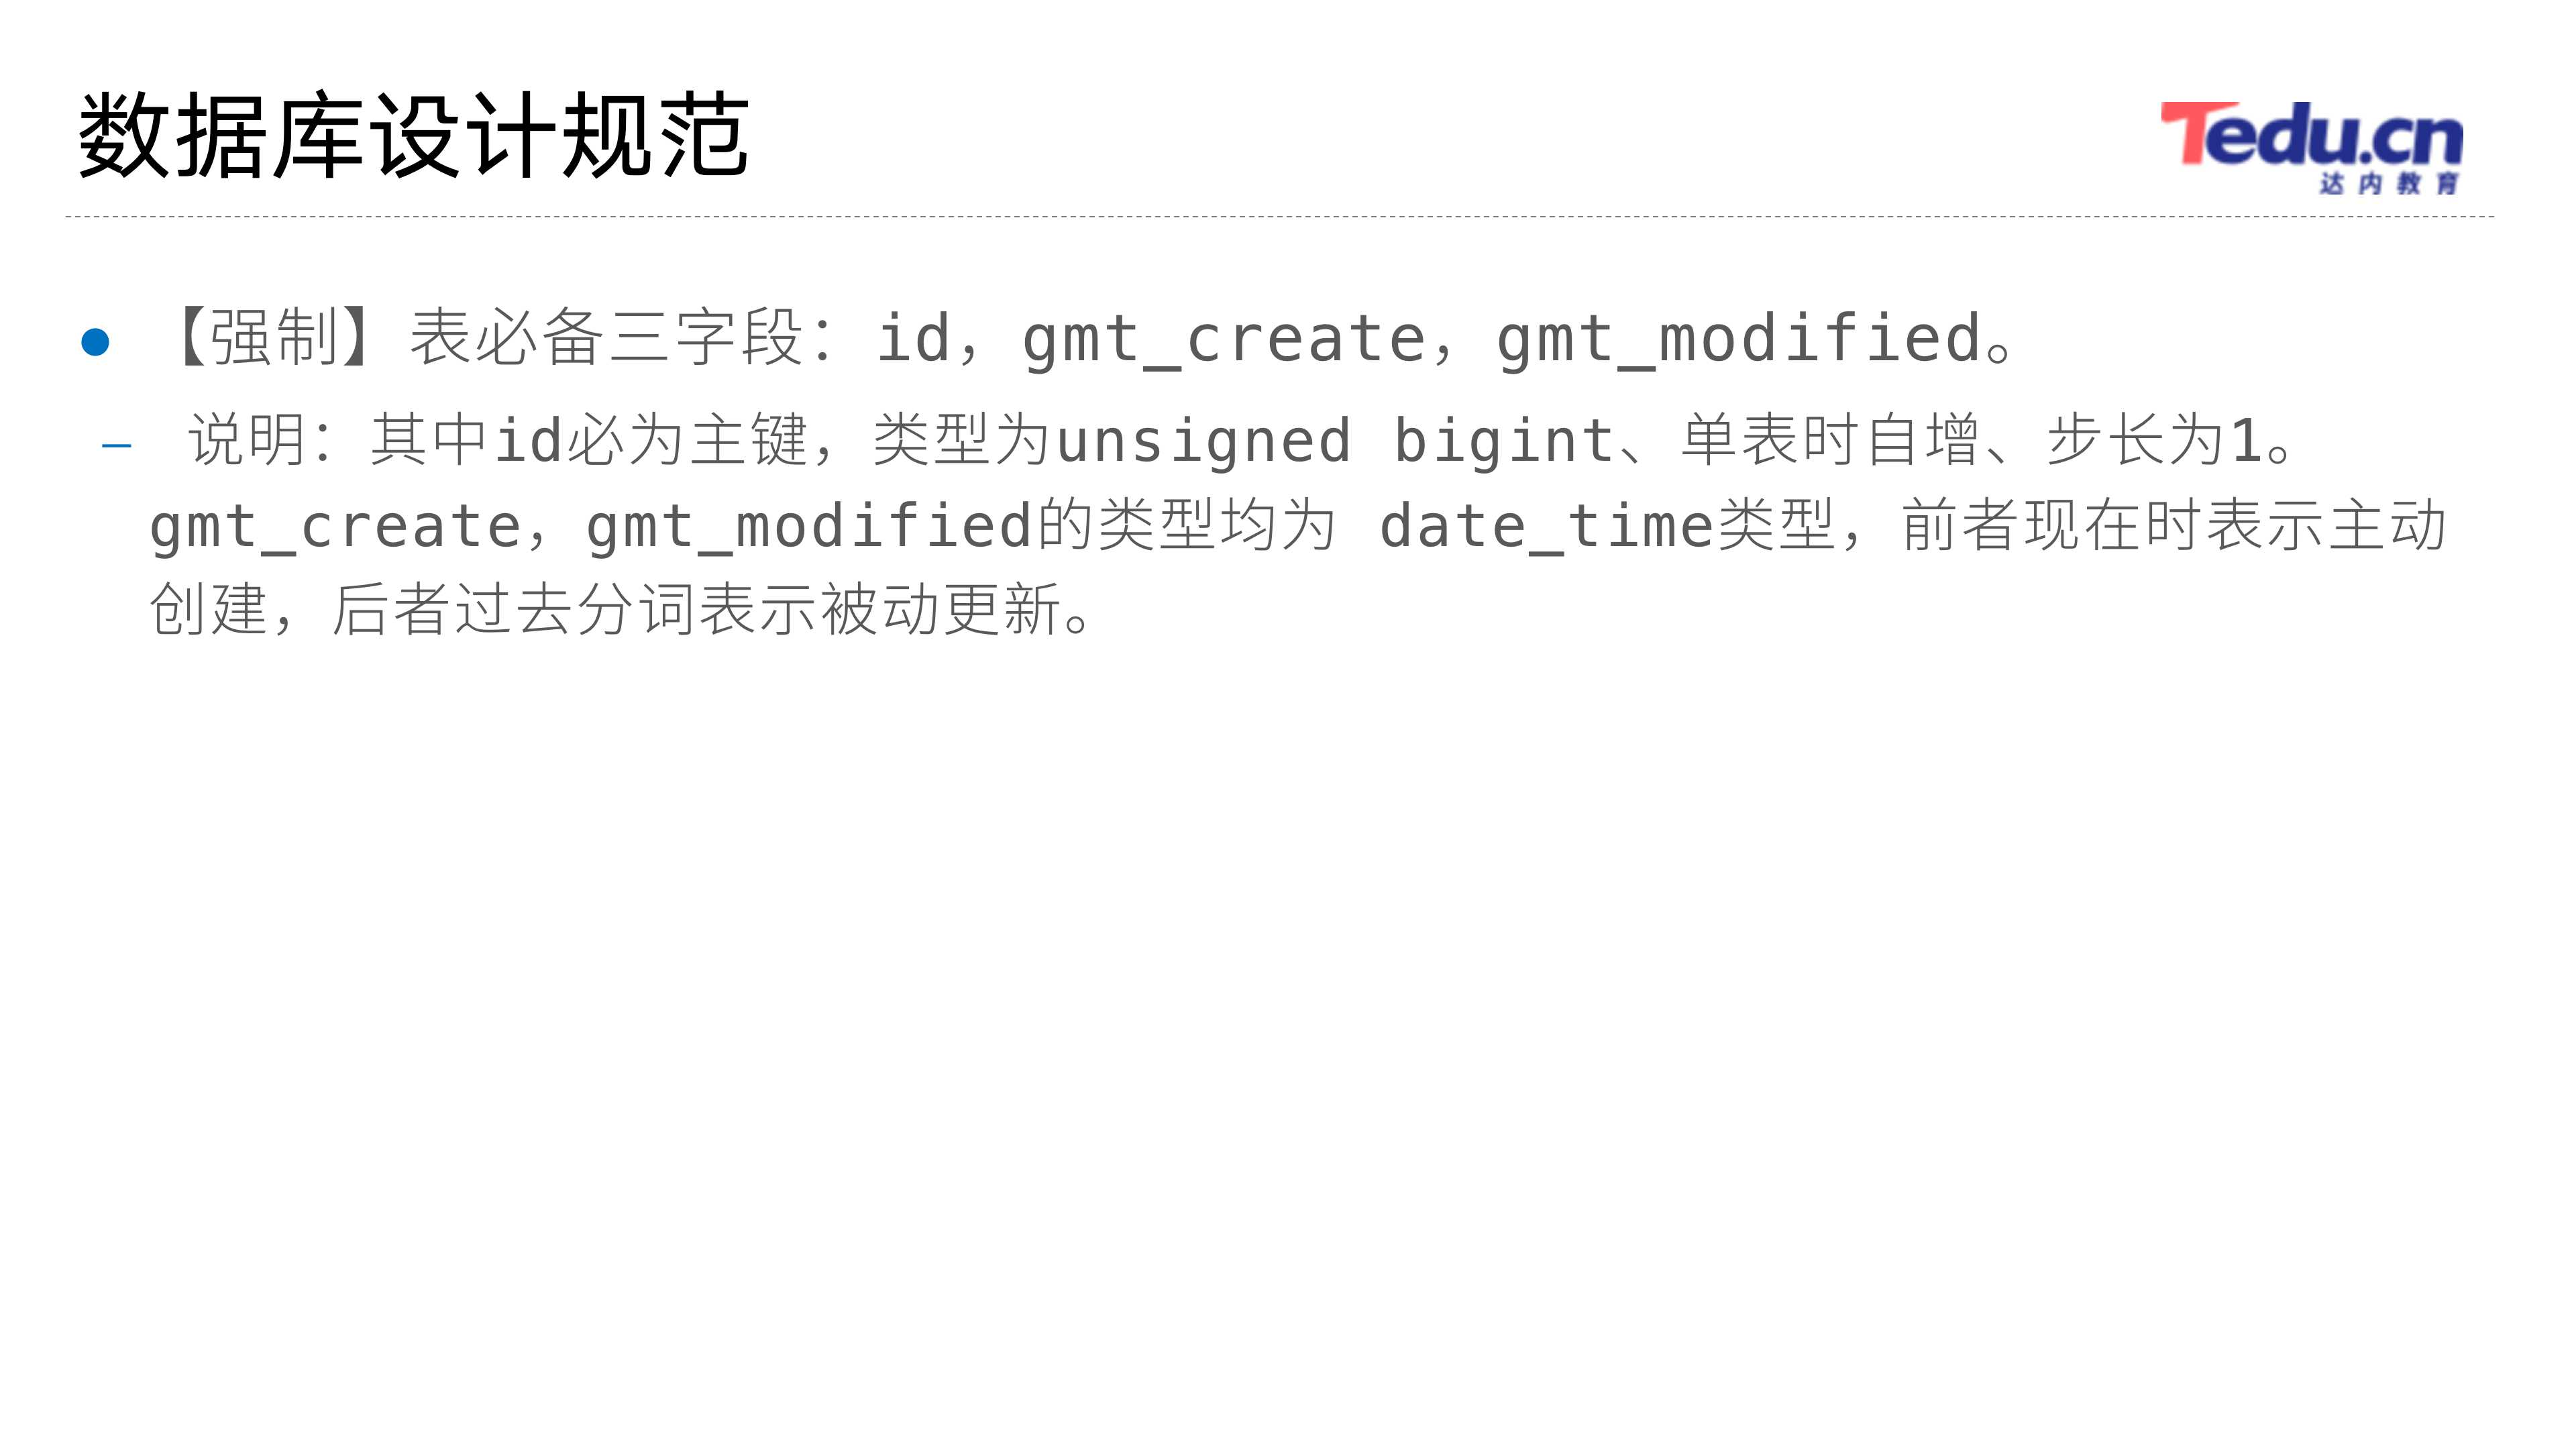 数据库设计规范
Tedu.cn
达内教育
● 【强制】表必备三字段：id，gmt_create，gmt_modified。
– 说明：其中id必为主键，类型为unsigned bigint、单表时自增、步长为1。
gmt_create，gmt_modified的类型均为 date_time类型，前者现在时表示主动
创建，后者过去分词表示被动更新。